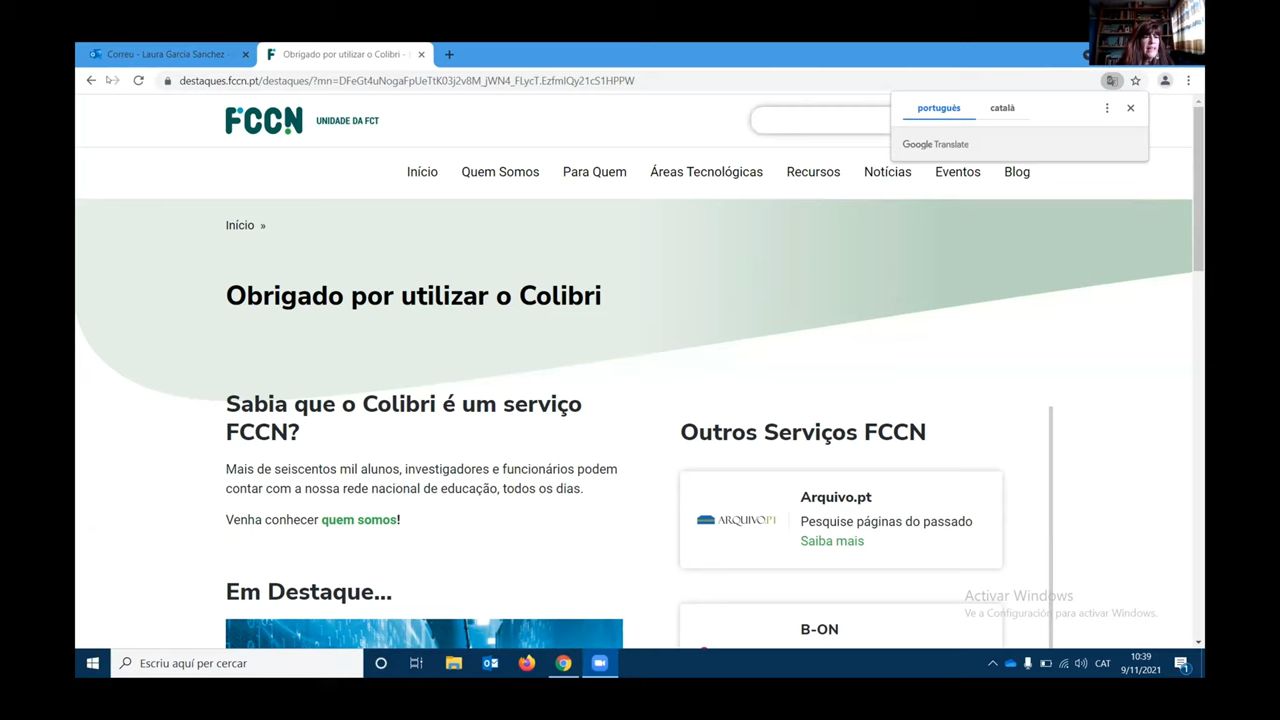 Correu - Laura Garcia Sanchez -
Obrigado por utilizar o Colibri -
destaques.fccn.pt/destaques/?mn=DFeGt4uNogaFpUeTtK03j2v8M_jWN4_FLycT.EzfmIQy21cS1HPPW
português català
Google Translate
FCCN UNIDADE DA FCT
Início Quem Somos Para Quem Áreas Tecnológicas Recursos Notícias Eventos Blog
Início »
Obrigado por utilizar o Colibri
Sabia que o Colibri é um serviço
FCCN?
Mais de seiscentos mil alunos, investigadores e funcionários podem
contar com a nossa rede nacional de educação, todos os dias.
Venha conhecer quem somos!
Em Destaque...
Outros Serviços FCCN
ARQUIVO.PT
Arquivo.pt
Pesquise páginas do passado
Saiba mais
B-ON
Activar Windows
Ve a Configuración para activar Windows.
Escriu aquí per cercar
CAT
10:39
9/11/2021
1